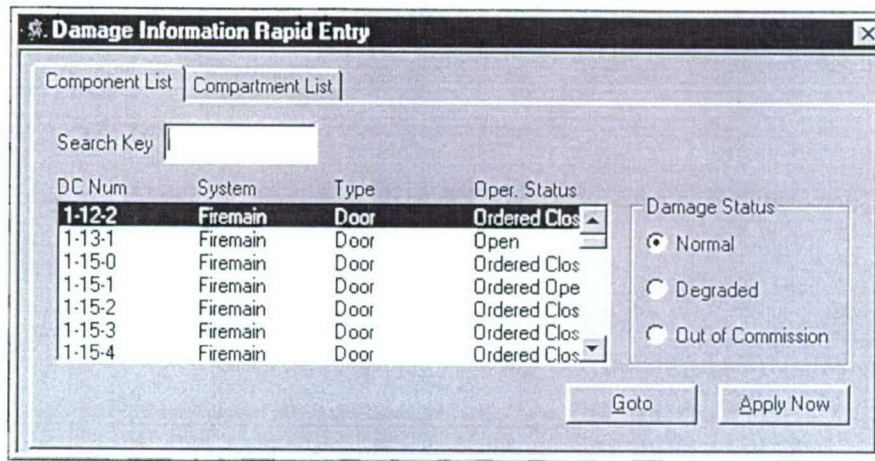 Damage Information Rapid Entry
Component List Compartment List
Search Key
DC Num System Type Oper. Status
1-12-2 Firemain Door Ordered Clos
1-13-1 Firemain Door Open
1-15-0 Firemain Door Ordered Clos
1-15-1 Firemain Door Ordered Ope
1-15-2 Firemain Door Ordered Clos
1-15-3 Firemain Door Ordered Clos
1-15-4 Firemain Door Ordered Clos
Damage Status
Normal
Degraded
Out of Commission
Goto Apply Now